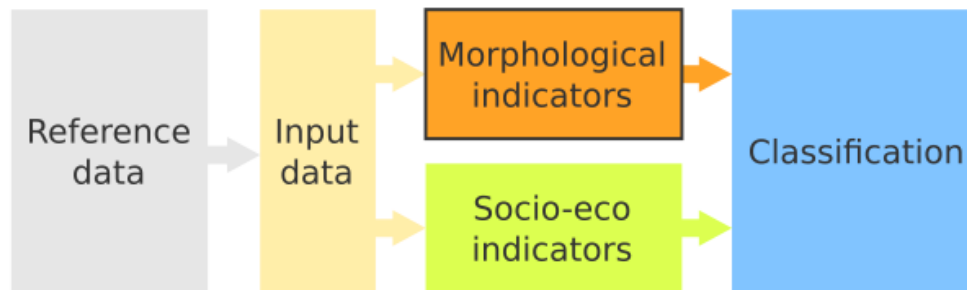 Reference
data
Input
data
Morphological
indicators
Socio-eco
indicators
Classification